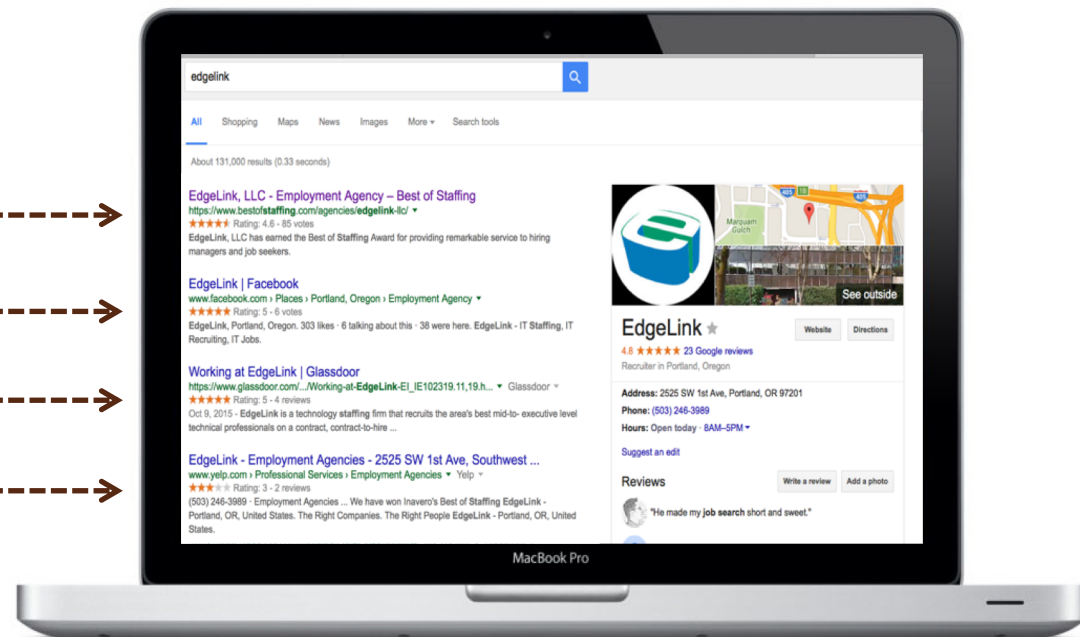 edgelink
All Shopping Maps News Images More Search tools
About 131,000 results (0.33 seconds)
EdgeLink, LLC - Employment Agency – Best of Staffing
https://www.bestofstaffing.com/agencies/edgelink-llc/
Rating: 4.6 - 85 votes
EdgeLink, LLC has earned the Best of Staffing Award for providing remarkable service to hiring
managers and job seekers.
EdgeLink | Facebook
www.facebook.com › Places › Portland, Oregon › Employment Agency
Rating: 5 - 6 votes
EdgeLink, Portland, Oregon. 303 likes · 6 talking about this · 38 were here. EdgeLink - IT Staffing, IT
Recruiting, IT Jobs.
Working at EdgeLink | Glassdoor
https://www.glassdoor.com/.../Working-at-EdgeLink-EI_IE102319.11,19.h... Glassdoor
Rating: 5 - 4 reviews
Oct 9, 2015 - EdgeLink is a technology staffing firm that recruits the area's best mid-to- executive level
technical professionals on a contract, contract-to-hire ...
EdgeLink - Employment Agencies - 2525 SW 1st Ave, Southwest ...
www.yelp.com › Professional Services › Employment Agencies Yelp
Rating: 3 - 2 reviews
(503) 246-3989 · Employment Agencies ... We have won Inavero's Best of Staffing EdgeLink -
Portland, OR, United States. The Right Companies. The Right People EdgeLink - Portland, OR, United
States.
405
10
405
Marquam
Gulch
See outside
EdgeLink
Website Directions
4.8 23 Google reviews
Recruiter in Portland, Oregon
Address: 2525 SW 1st Ave, Portland, OR 97201
Phone: (503) 246-3989
Hours: Open today · 8AM–5PM
Suggest an edit
Reviews
Write a review Add a photo
"He made my job search short and sweet."
MacBook Pro